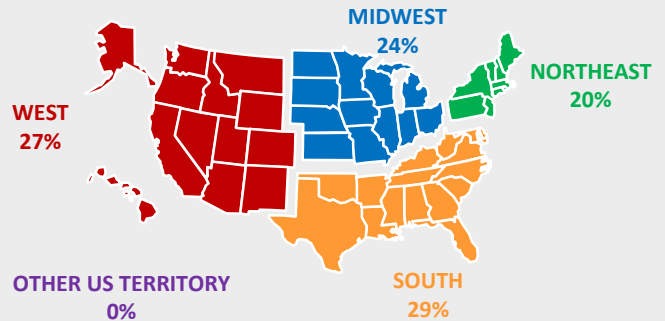 MIDWEST
24%
NORTHEAST
20%
WEST
27%
OTHER US TERRITORY
0%
SOUTH
29%